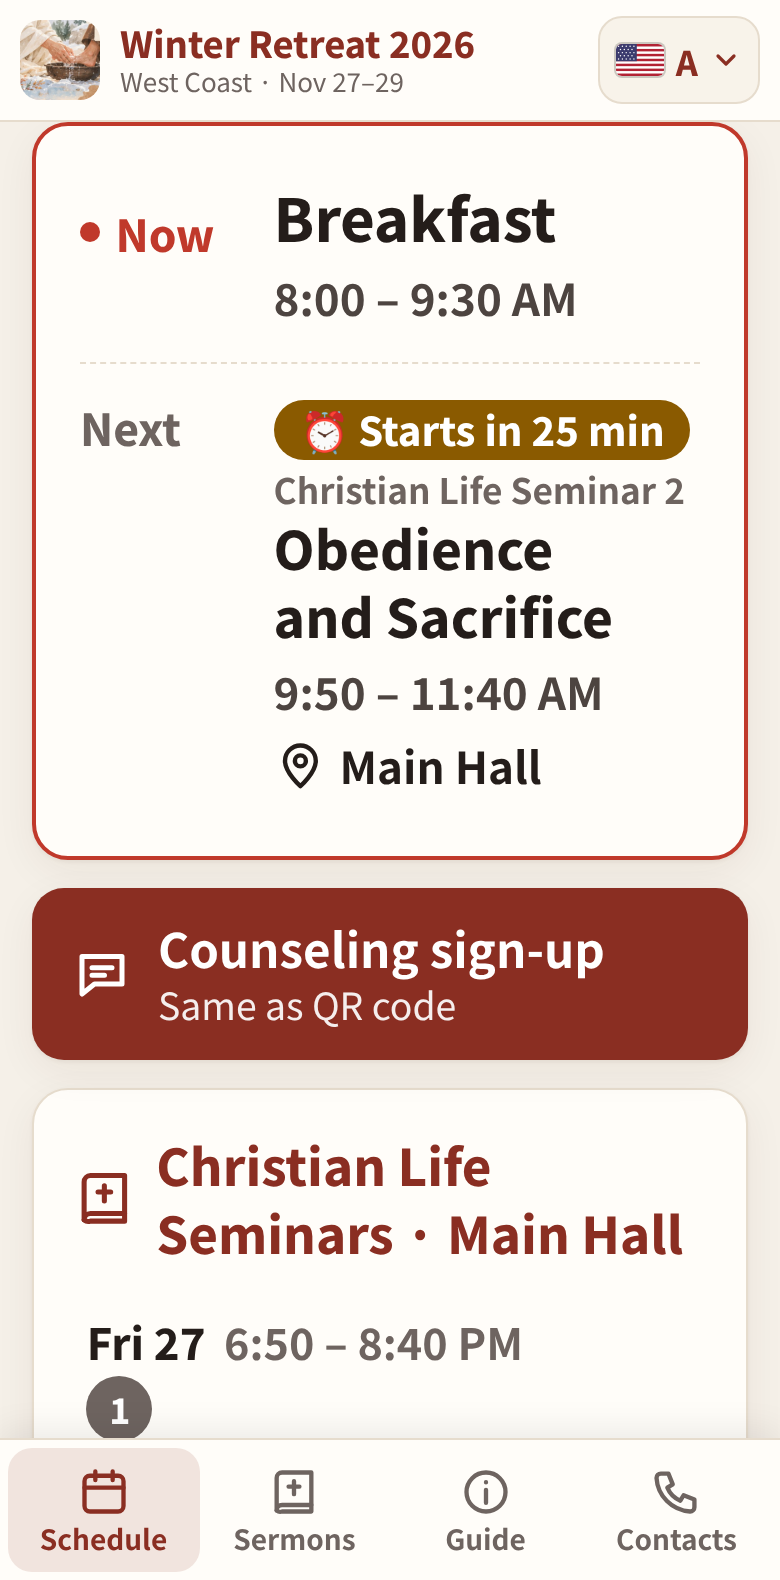 Winter Retreat 2026
West Coast · Nov 27–29
A
Now
Breakfast
8:00 – 9:30 AM
Next
⏰ Starts in 25 min
Christian Life Seminar 2
Obedience
and Sacrifice
9:50 – 11:40 AM
Main Hall
Counseling sign-up
Same as QR code
Christian Life
Seminars · Main Hall
Fri 27 6:50 – 8:40 PM
1
Schedule
Sermons
Guide
Contacts